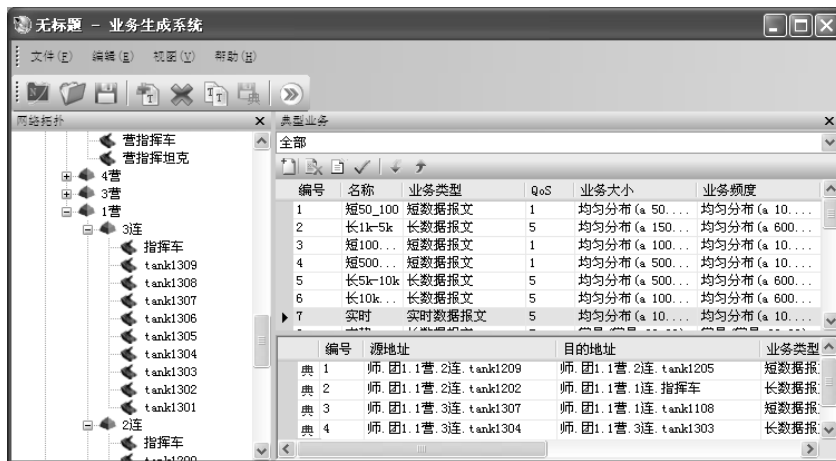 无标题 - 业务生成系统
文件(F) 编辑(E) 视图(V) 帮助(H)
网络拓扑
营指挥车
营指挥坦克
4营
3营
1营
3连
指挥车
tank1309
tank1308
tank1307
tank1306
tank1305
tank1304
tank1303
tank1302
tank1301
2连
指挥车
典型业务
全部
编号 名称 业务类型 QoS 业务大小 业务频度
1 短50_100 短数据报文 1 均匀分布(a 50.... 均匀分布(a 10....
2 长1k-5k 长数据报文 5 均匀分布(a 150... 均匀分布(a 600...
3 短100... 短数据报文 1 均匀分布(a 100... 均匀分布(a 10....
4 短500... 短数据报文 1 均匀分布(a 500... 均匀分布(a 10....
5 长5k-10k 长数据报文 5 均匀分布(a 500... 均匀分布(a 600...
6 长10k... 长数据报文 5 均匀分布(a 100... 均匀分布(a 600...
7 实时 实时数据报文 5 均匀分布(a 10.... 均匀分布(a 10....
编号 源地址 目的地址 业务类型
典 1 师.团1.1营.2连.tank1209 师.团1.1营.2连.tank1205 短数据报
典 2 师.团1.1营.2连.tank1202 师.团1.1营.1连.指挥车 长数据报
典 3 师.团1.1营.3连.tank1307 师.团1.1营.1连.tank1108 短数据报
典 4 师.团1.1营.3连.tank1304 师.团1.1营.3连.tank1303 长数据报